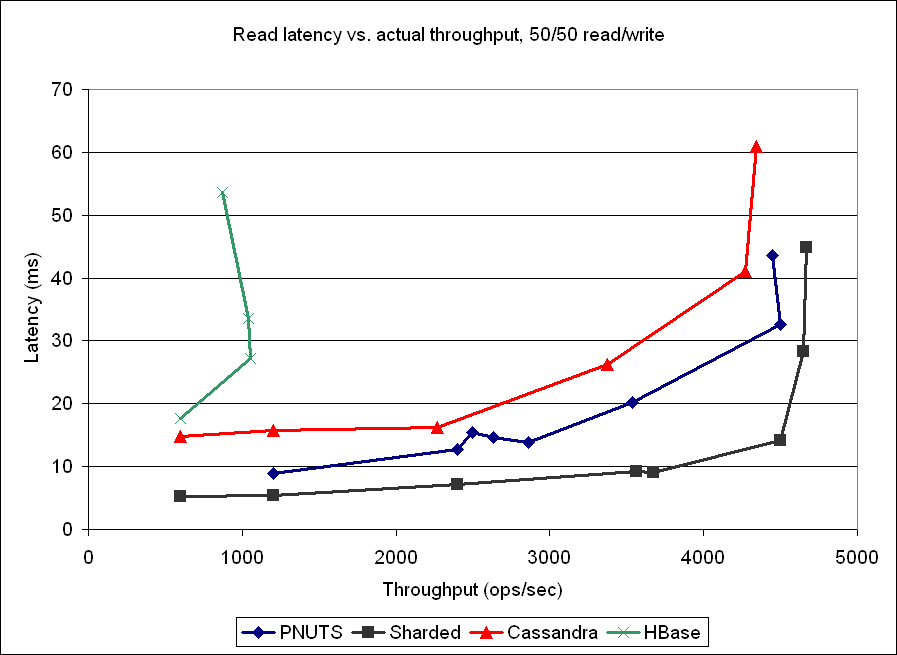 Read latency vs. actual throughput, 50/50 read/write
70
60
50
40
30
20
10
0
Latency (ms)
0 1000 2000 3000 4000 5000
Throughput (ops/sec)
PNUTS Sharded Cassandra HBase